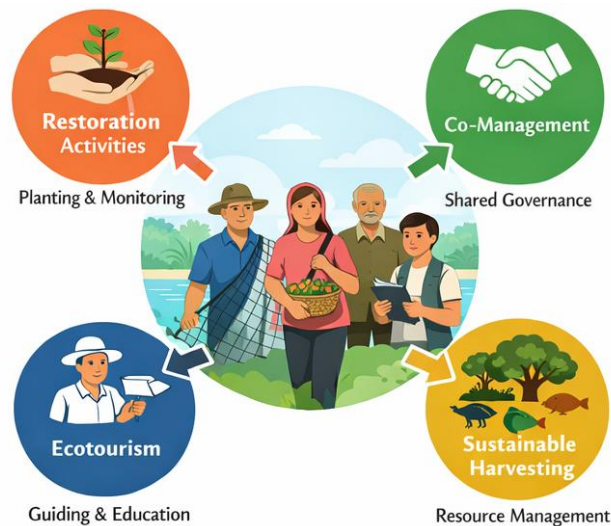 Restoration
Activities
Planting & Monitoring
Co-Management
Shared Governance
Ecotourism
Guiding & Education
Sustainable
Harvesting
Resource Management